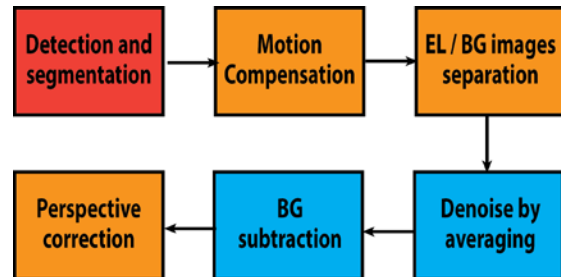 Detection and
segmentation
Motion
Compensation
EL / BG images
separation
Denoise by
averaging
BG
subtraction
Perspective
correction